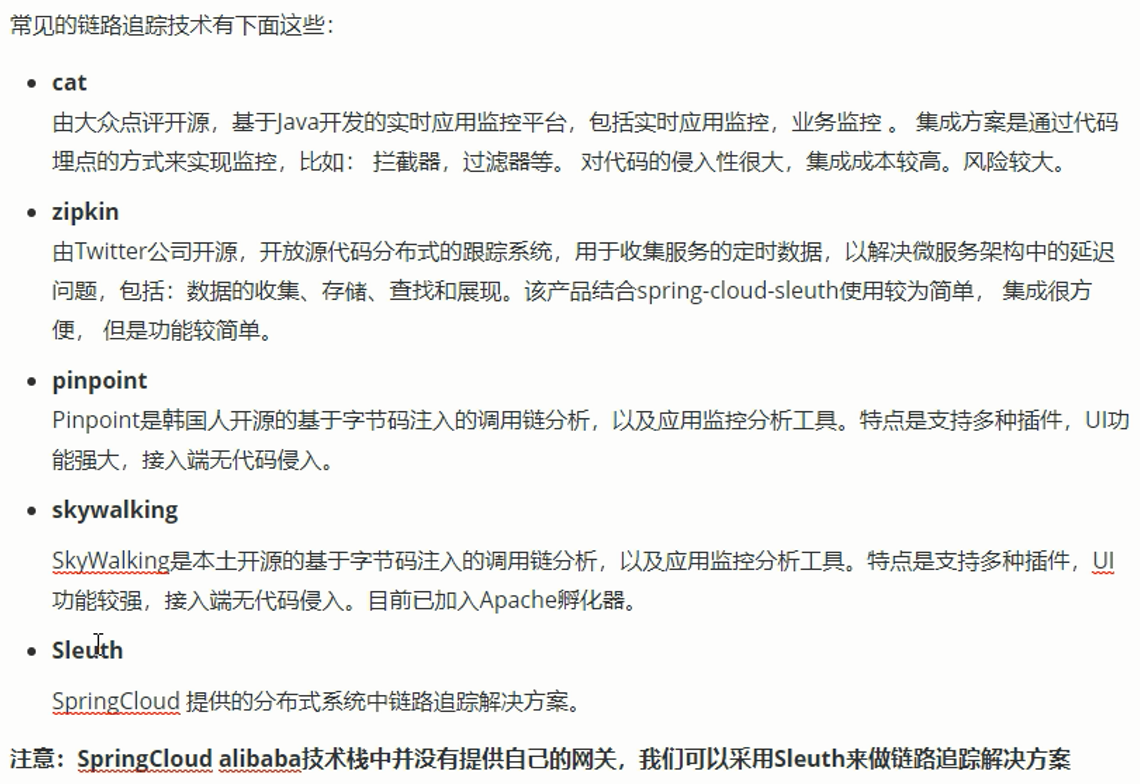 常见的链路追踪技术有下面这些：
cat
由大众点评开源，基于Java开发的实时应用监控平台，包括实时应用监控，业务监控 。 集成方案是通过代码
埋点的方式来实现监控，比如： 拦截器，过滤器等。 对代码的侵入性很大，集成成本较高。风险较大。
zipkin
由Twitter公司开源，开放源代码分布式的跟踪系统，用于收集服务的定时数据，以解决微服务架构中的延迟
问题，包括：数据的收集、存储、查找和展现。该产品结合spring-cloud-sleuth使用较为简单， 集成很方
便， 但是功能较简单。
pinpoint
Pinpoint是韩国人开源的基于字节码注入的调用链分析，以及应用监控分析工具。特点是支持多种插件，UI功
能强大，接入端无代码侵入。
skywalking
SkyWalking是本土开源的基于字节码注入的调用链分析，以及应用监控分析工具。特点是支持多种插件，UI
功能较强，接入端无代码侵入。目前已加入Apache孵化器。
Sleuth
SpringCloud 提供的分布式系统中链路追踪解决方案。
注意：SpringCloud alibaba技术栈中并没有提供自己的网关，我们可以采用Sleuth来做链路追踪解决方案